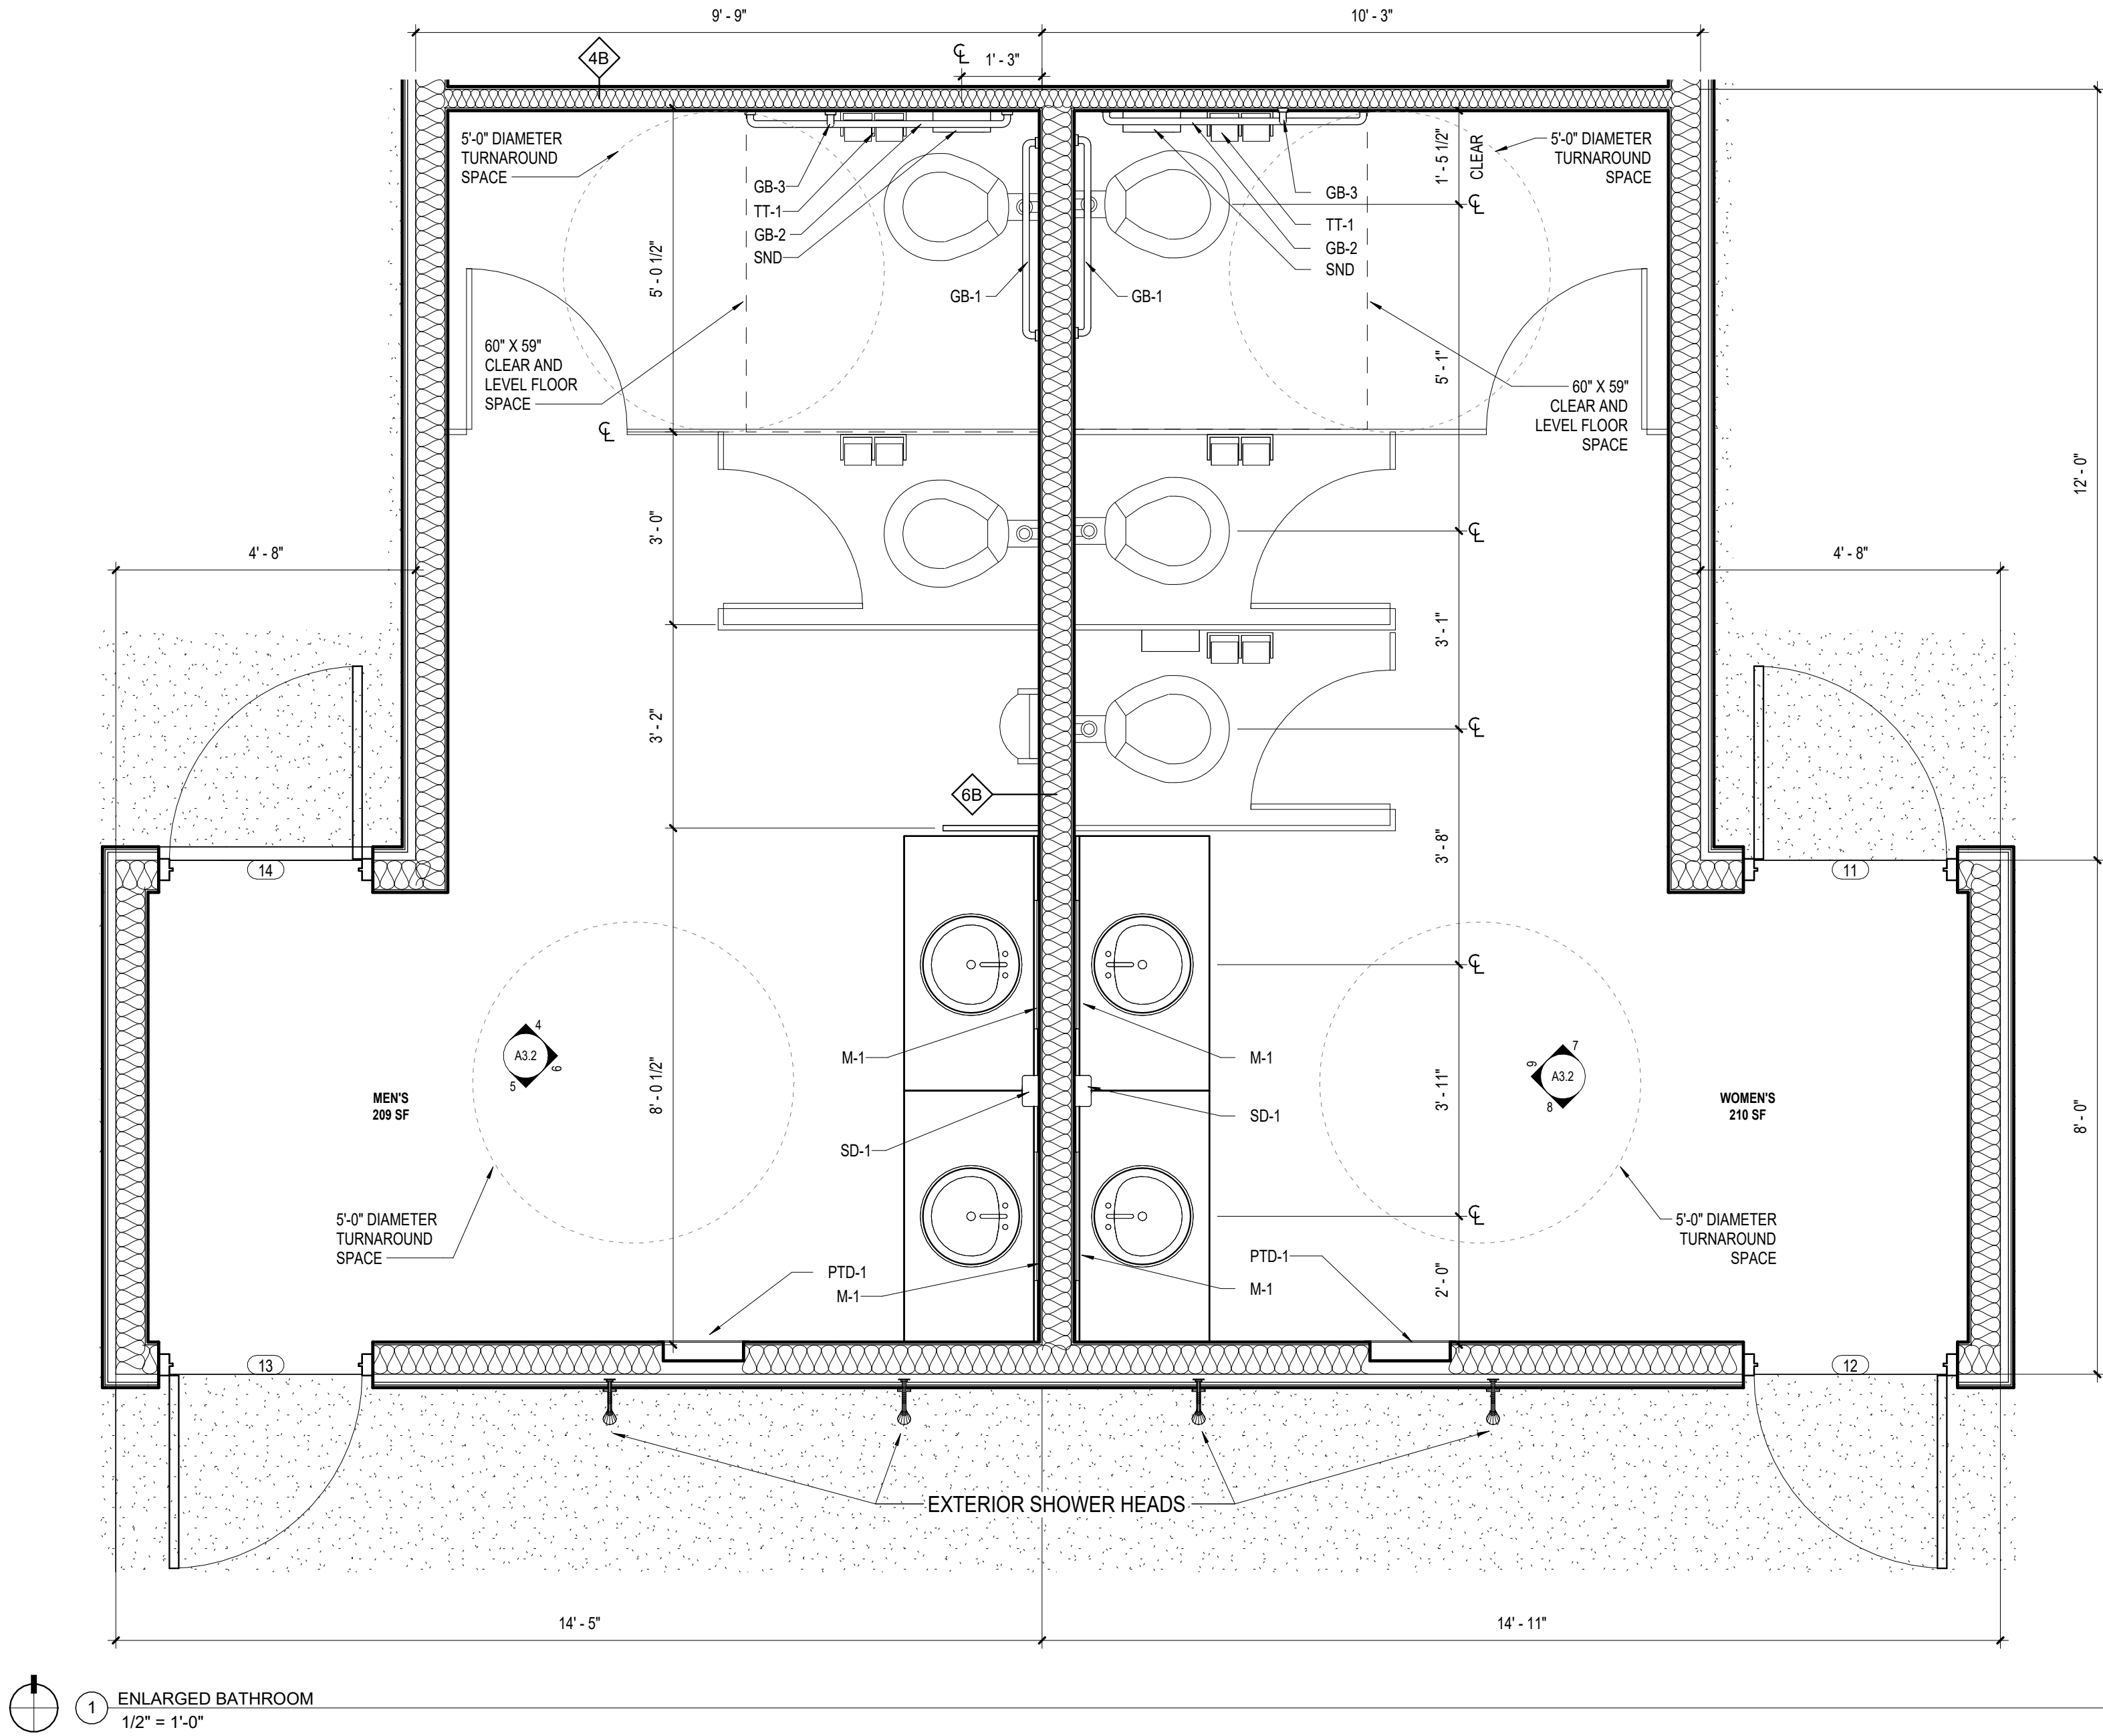 9' - 9"
10' - 3"
4B
℄
1' - 3"
5'-0" DIAMETER
TURNAROUND
SPACE
1' - 5 1/2"
CLEAR
5'-0" DIAMETER
TURNAROUND
SPACE
GB-3
TT-1
GB-2
SND
GB-3
TT-1
GB-2
SND
℄
5' - 0 1/2"
GB-1
GB-1
60" X 59"
CLEAR AND
LEVEL FLOOR
SPACE
5' - 1"
60" X 59"
CLEAR AND
LEVEL FLOOR
SPACE
℄
12' - 0"
3' - 0"
℄
4' - 8"
4' - 8"
3' - 1"
3' - 2"
℄
6B
3' - 8"
14
11
℄
4
A3.2
5
6
M-1
M-1
7
9
A3.2
8
MEN'S
209 SF
8' - 0 1/2"
3' - 11"
WOMEN'S
210 SF
8' - 0"
SD-1
SD-1
5'-0" DIAMETER
TURNAROUND
SPACE
℄
5'-0" DIAMETER
TURNAROUND
SPACE
PTD-1
M-1
PTD-1
M-1
2' - 0"
13
12
EXTERIOR SHOWER HEADS
14' - 5"
14' - 11"
1
ENLARGED BATHROOM
1/2" = 1'-0"